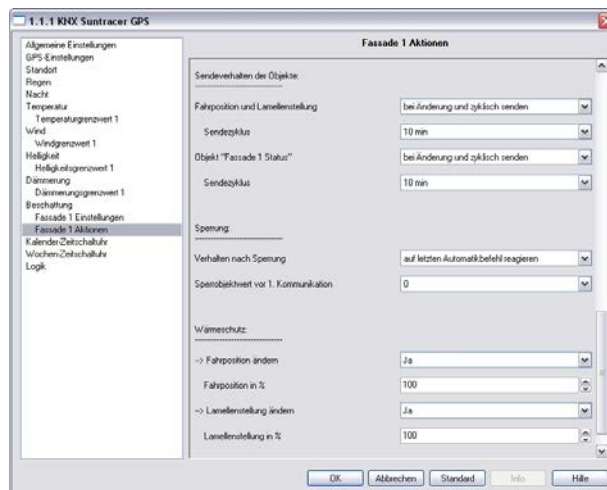 1.1.1 KNX Suntracer GPS
Allgemeine Einstellungen
GPS-Einstellungen
Standort
Regen
Nacht
Temperatur
Temperaturgrenzwert 1
Wind
Windgrenzwert 1
Helligkeit
Helligkeitsgrenzwert 1
Dämmerung
Dämmerungsgrenzwert 1
Beschattung
Fassade 1 Einstellungen
Fassade 1 Aktionen
Kalender-Zeitschaltuhr
Wochen-Zeitschaltuhr
Logik
Fassade 1 Aktionen
Sendeverhalten der Objekte:
Fahrposition und Lamellenstellung bei Änderung und zyklisch senden
Sendezyklus 10 min
Objekt "Fassade 1 Status" bei Änderung und zyklisch senden
Sendezyklus 10 min
Sperrung:
Verhalten nach Sperrung auf letzten Automatikbefehl reagieren
Sperrobjektwert vor 1. Kommunikation 0
Wärmeschutz:
--> Fahrposition ändern Ja
Fahrposition in % 100
--> Lamellenstellung ändern Ja
Lamellenstellung in % 100
OK Abbrechen Standard Info Hilfe